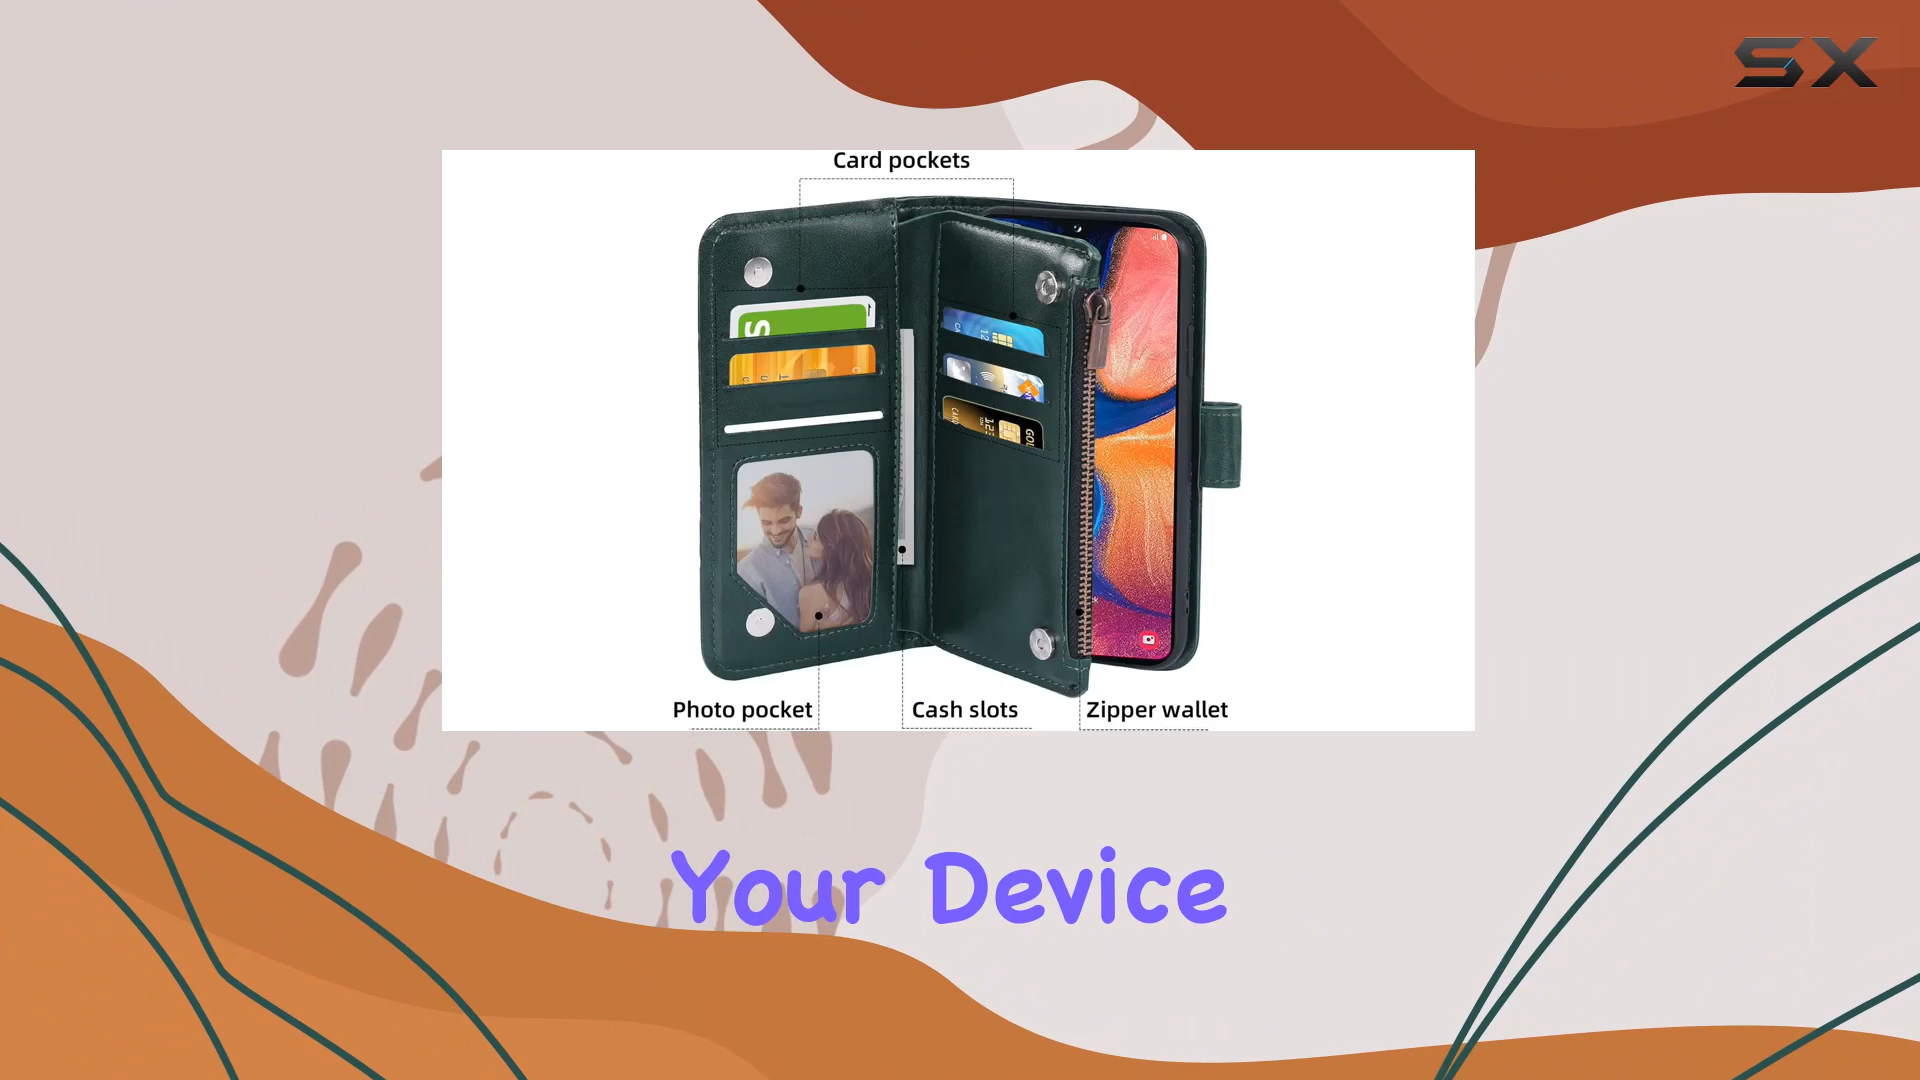 SX
Card pockets
Photo pocket
Cash slots
Zipper wallet
Your Device